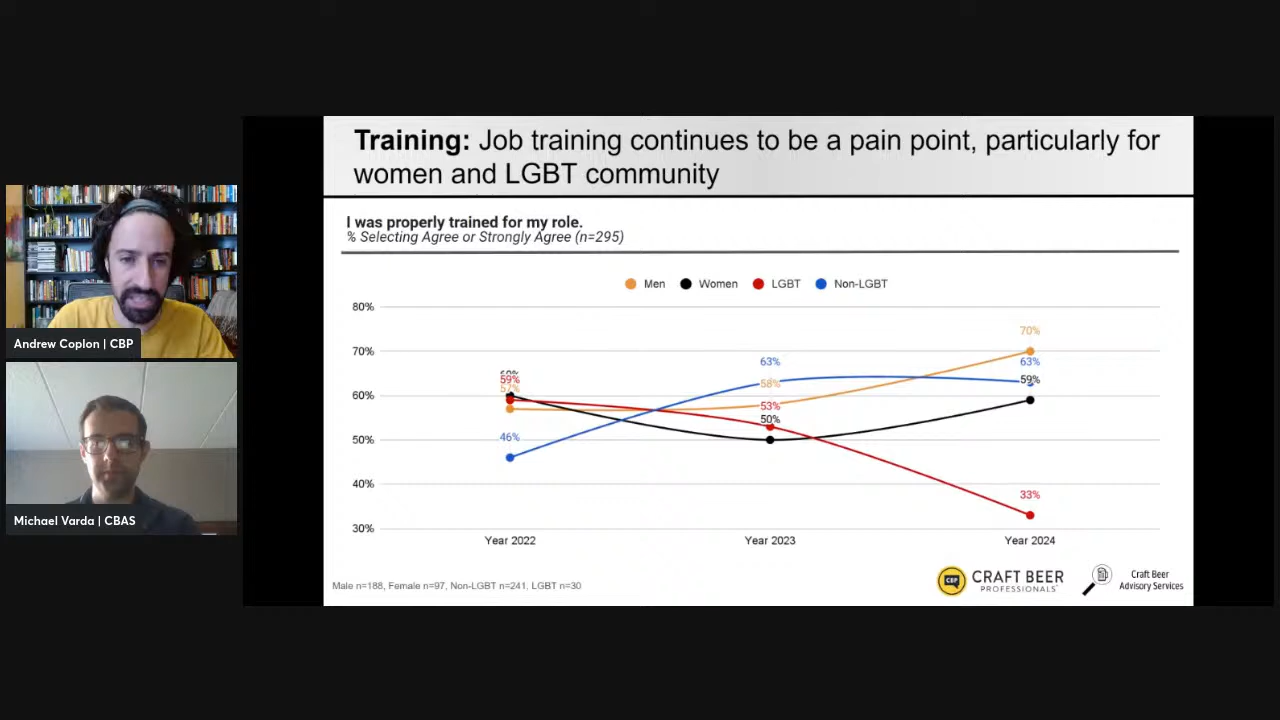 Training: Job training continues to be a pain point, particularly for
women and LGBT community
I was properly trained for my role.
% Selecting Agree or Strongly Agree (n=295)
Men Women LGBT Non-LGBT
80%
70%
60%
50%
40%
30%
60%
59%
57%
46%
63%
58%
53%
50%
70%
63%
59%
33%
Year 2022 Year 2023 Year 2024
Male n=188, Female n=97, Non-LGBT n=241, LGBT n=30
CBP
CRAFT BEER
PROFESSIONALS
Craft Beer
Advisory Services
Andrew Coplon | CBP
Michael Varda | CBAS